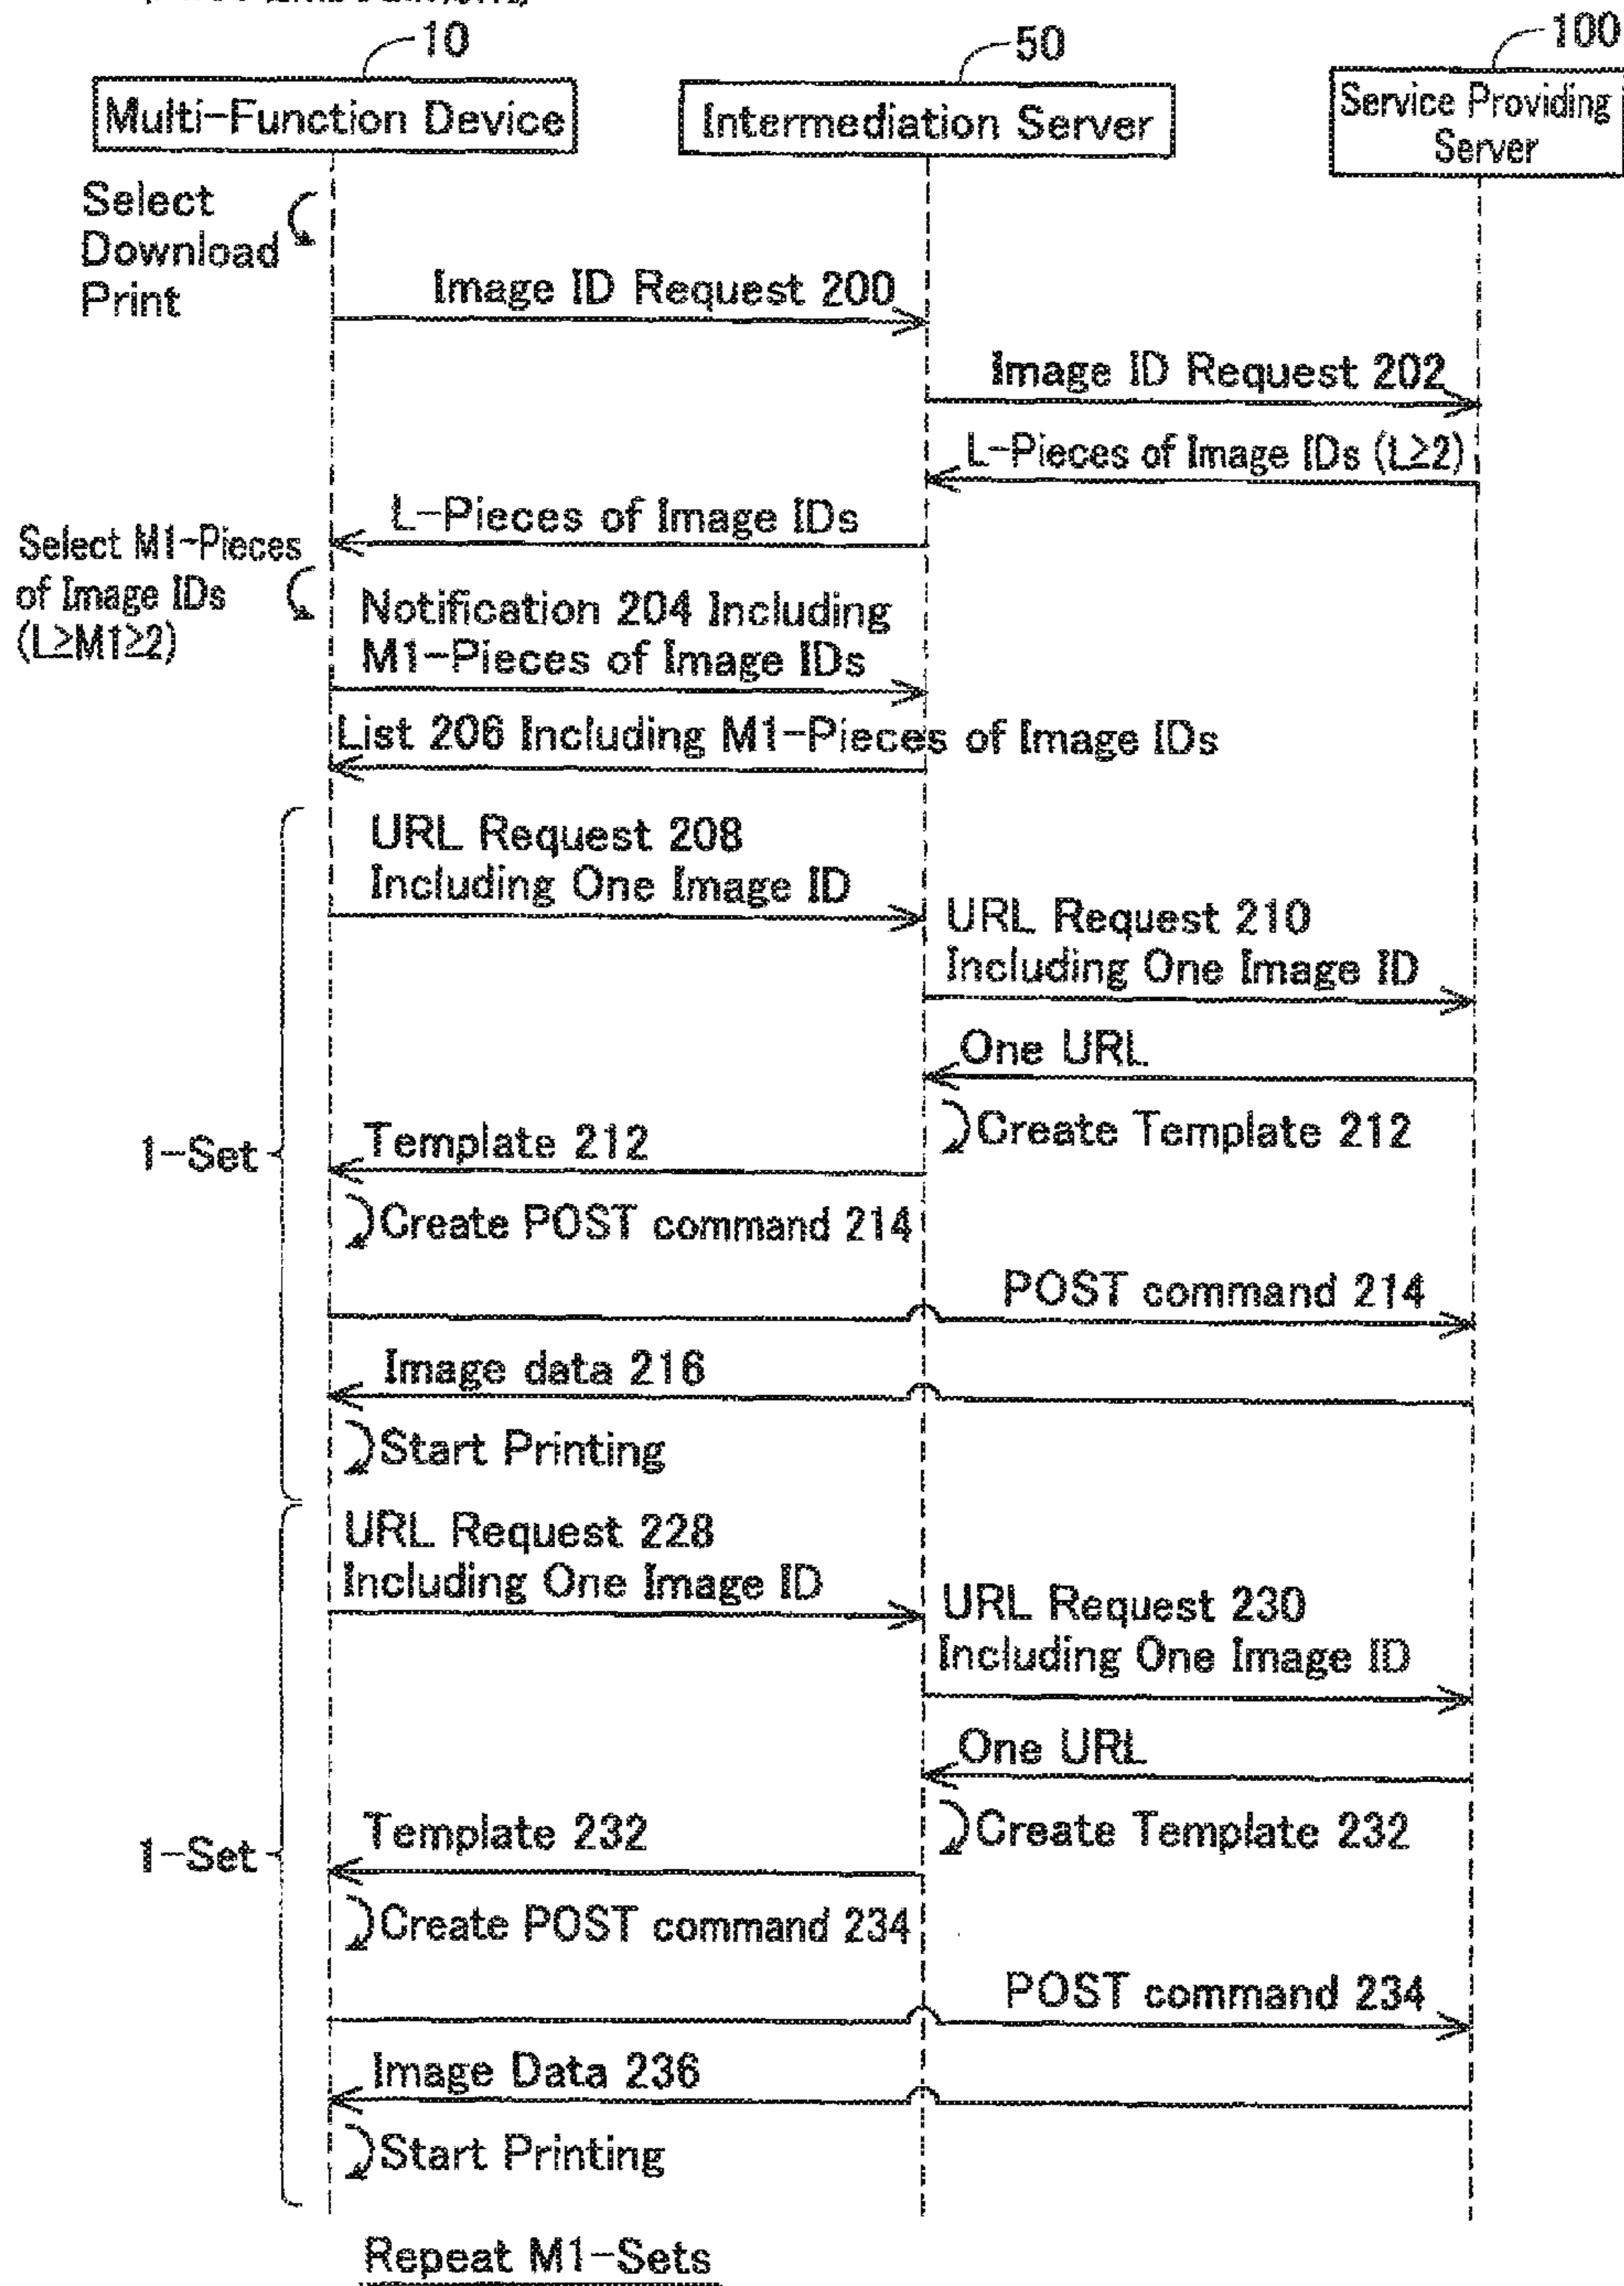 10
50
100
Multi-Function Device
Intermediation Server
Service Providing
Server
Select
Download
Print
Image ID Request 200
Image ID Request 202
L-Pieces of Image IDs (L≥2)
L-Pieces of Image IDs
Select M1-Pieces
of Image IDs
(L≥M1≥2)
Notification 204 Including
M1-Pieces of Image IDs
List 206 Including M1-Pieces of Image IDs
URL Request 208
Including One Image ID
URL Request 210
Including One Image ID
One URL
Create Template 212
1-Set
Template 212
Create POST command 214
POST command 214
Image data 216
Start Printing
URL Request 228
Including One Image ID
URL Request 230
Including One Image ID
One URL
Create Template 232
1-Set
Template 232
Create POST command 234
POST command 234
Image Data 236
Start Printing
Repeat M1-Sets